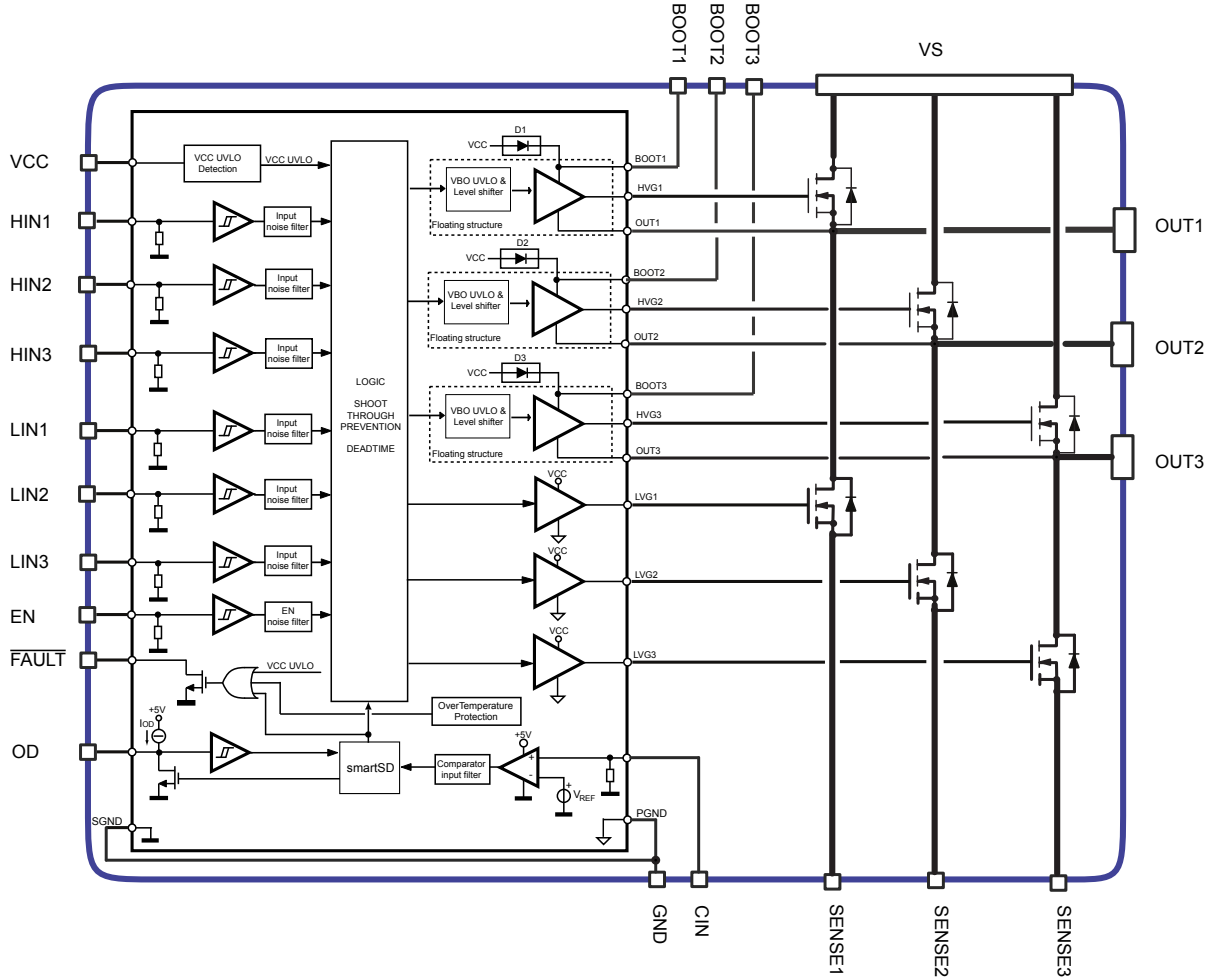 BOOT1
BOOT2
BOOT3
VS
VCC
HIN1
HIN2
HIN3
LIN1
LIN2
LIN3
EN
FAULT
OD
VCC UVLO
Detection
VCC UVLO
Input
noise filter
Input
noise filter
Input
noise filter
Input
noise filter
Input
noise filter
Input
noise filter
EN
noise filter
LOGIC
SHOOT
THROUGH
PREVENTION
DEADTIME
D1
VCC
VBO UVLO &
Level shifter
Floating structure
BOOT1
HVG1
OUT1
D2
VCC
VBO UVLO &
Level shifter
Floating structure
BOOT2
HVG2
OUT2
D3
VCC
VBO UVLO &
Level shifter
Floating structure
BOOT3
HVG3
OUT3
VCC
LVG1
VCC
LVG2
VCC
LVG3
VCC UVLO
OverTemperature
Protection
+5V
IOD
smartSD
Comparator
input filter
+5V
+
-
+
VREF
SGND
PGND
OUT1
OUT2
OUT3
GND
CIN
SENSE1
SENSE2
SENSE3